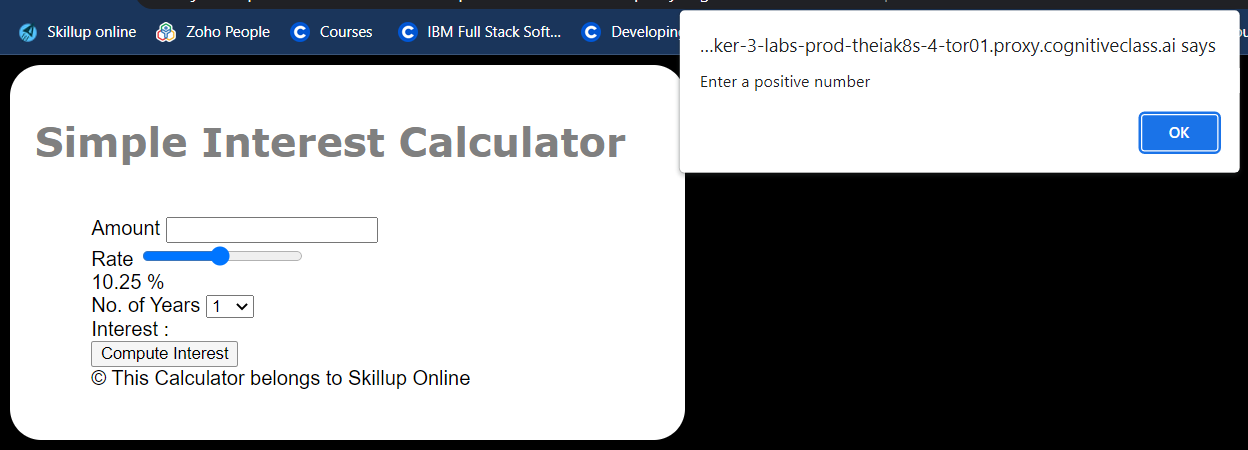 Skillup online Zoho People Courses IBM Full Stack Soft... Developing
...ker-3-labs-prod-theiak8s-4-tor01.proxy.cognitiveclass.ai says
Enter a positive number
OK
Simple Interest Calculator
Amount
Rate
10.25 %
No. of Years 1
Interest :
Compute Interest
© This Calculator belongs to Skillup Online